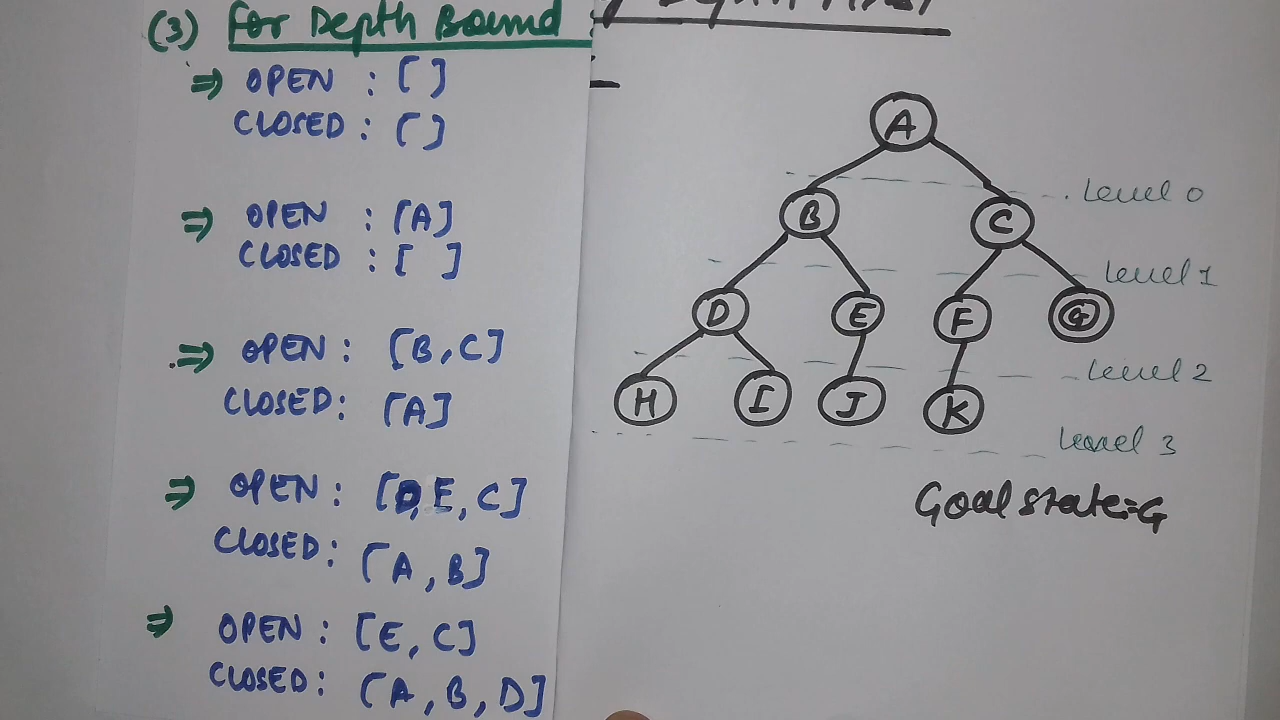 (3) For Depth Bound :
⇒ OPEN : [ ]
CLOSED : [ ]
⇒ OPEN : [A]
CLOSED : [ ]
⇒ OPEN : [B, C]
CLOSED: [A]
⇒ OPEN : [D, E, C]
CLOSED: [A, B]
⇒ OPEN : [E, C]
CLOSED: [A, B, D]
A
Level 0
B C
Level 1
D E F G
Level 2
H I J K
Level 3
Goal state=G